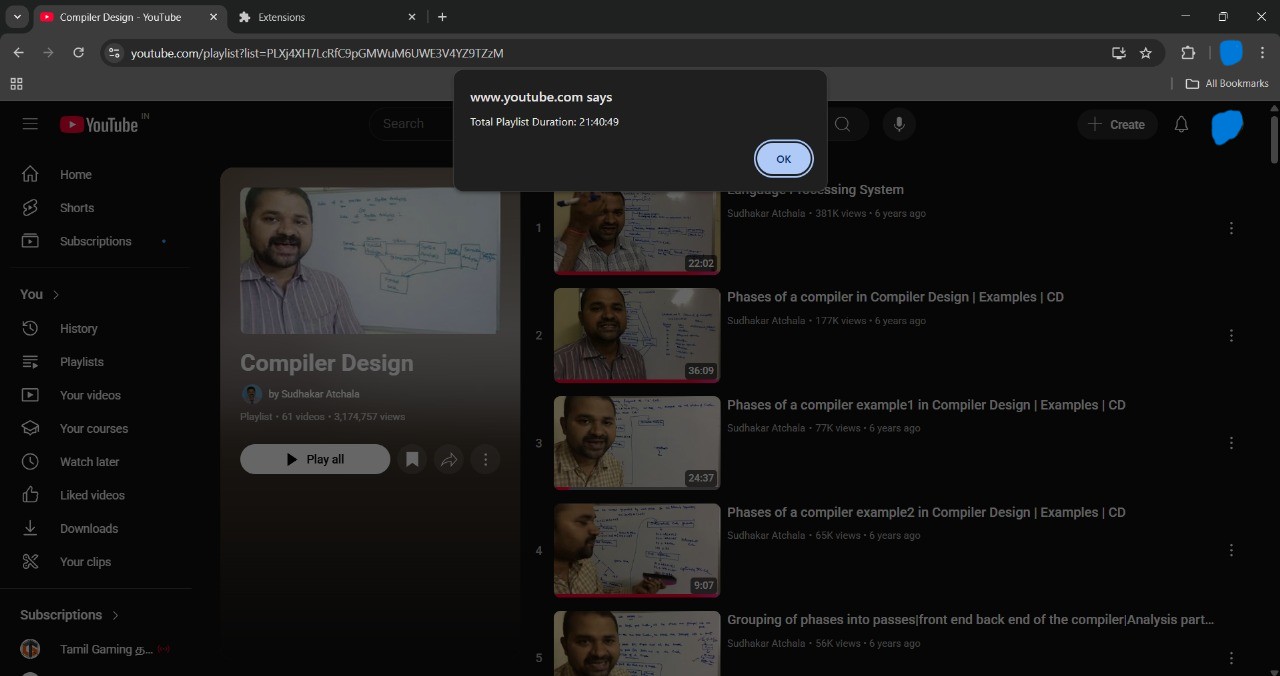 Compiler Design - YouTube
Extensions
youtube.com/playlist?list=PLXj4XH7LcRfC9pGMWuM6UWE3V4YZ9TZzM
All Bookmarks
www.youtube.com says
Total Playlist Duration: 21:40:49
OK
YouTube IN
Search
Create
Home
Shorts
Subscriptions
You
History
Playlists
Your videos
Your courses
Watch later
Liked videos
Downloads
Your clips
Subscriptions
Tamil Gaming த...
Compiler Design
by Sudhakar Atchala
Playlist • 61 videos • 3,174,757 views
Play all
1
22:02
Language Processing System
Sudhakar Atchala • 381K views • 6 years ago
2
36:09
Phases of a compiler in Compiler Design | Examples | CD
Sudhakar Atchala • 177K views • 6 years ago
3
24:37
Phases of a compiler example1 in Compiler Design | Examples | CD
Sudhakar Atchala • 77K views • 6 years ago
4
9:07
Phases of a compiler example2 in Compiler Design | Examples | CD
Sudhakar Atchala • 65K views • 6 years ago
5
Grouping of phases into passes|front end back end of the compiler|Analysis part...
Sudhakar Atchala • 56K views • 6 years ago